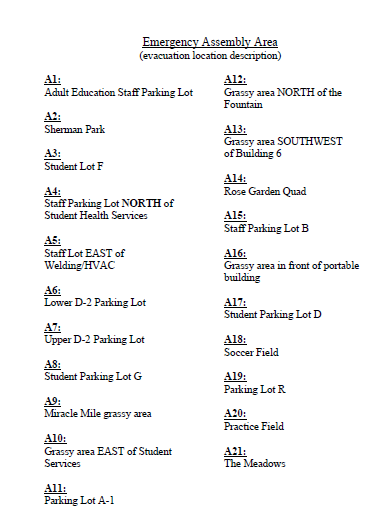 Emergency Assembly Area
(evacuation location description)
A1:
Adult Education Staff Parking Lot
A2:
Sherman Park
A3:
Student Lot F
A4:
Staff Parking Lot NORTH of
Student Health Services
A5:
Staff Lot EAST of
Welding/HVAC
A6:
Lower D-2 Parking Lot
A7:
Upper D-2 Parking Lot
A8:
Student Parking Lot G
A9:
Miracle Mile grassy area
A10:
Grassy area EAST of Student
Services
A11:
Parking Lot A-1
A12:
Grassy area NORTH of the
Fountain
A13:
Grassy area SOUTHWEST
of Building 6
A14:
Rose Garden Quad
A15:
Staff Parking Lot B
A16:
Grassy area in front of portable
building
A17:
Student Parking Lot D
A18:
Soccer Field
A19:
Parking Lot R
A20:
Practice Field
A21:
The Meadows